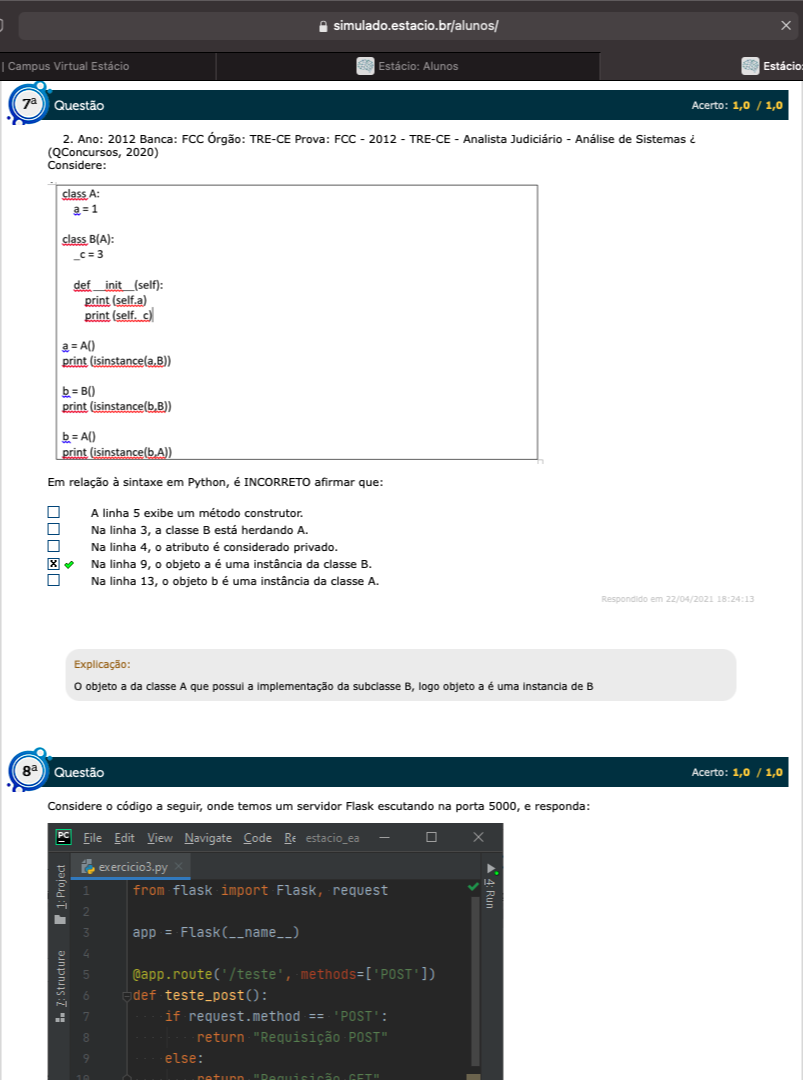 simulado.estacio.br/alunos/
| Campus Virtual Estácio
Estácio: Alunos
Estácio:
7ª Questão
Acerto: 1,0 / 1,0
2. Ano: 2012 Banca: FCC Órgão: TRE-CE Prova: FCC - 2012 - TRE-CE - Analista Judiciário - Análise de Sistemas ¿
(QConcursos, 2020)
Considere:
class A:
a = 1
class B(A):
_c = 3
def __init__(self):
print (self.a)
print (self._c)
a = A()
print (isinstance(a,B))
b = B()
print (isinstance(b,B))
b = A()
print (isinstance(b,A))
Em relação à sintaxe em Python, é INCORRETO afirmar que:
A linha 5 exibe um método construtor.
Na linha 3, a classe B está herdando A.
Na linha 4, o atributo é considerado privado.
X Na linha 9, o objeto a é uma instância da classe B.
Na linha 13, o objeto b é uma instância da classe A.
Respondido em 22/04/2021 18:24:13
Explicação:
O objeto a da classe A que possui a implementação da subclasse B, logo objeto a é uma instancia de B
8ª Questão
Acerto: 1,0 / 1,0
Considere o código a seguir, onde temos um servidor Flask escutando na porta 5000, e responda:
PC File Edit View Navigate Code Re estacio_ea
exercicio3.py
1: Project
7: Structure
4: Run
1 from flask import Flask, request
2
3 app = Flask(__name__)
4
5 @app.route('/teste', methods=['POST'])
6 def teste_post():
7 if request.method == 'POST':
8 return "Requisição POST"
9 else:
10 return "Requisição GET"